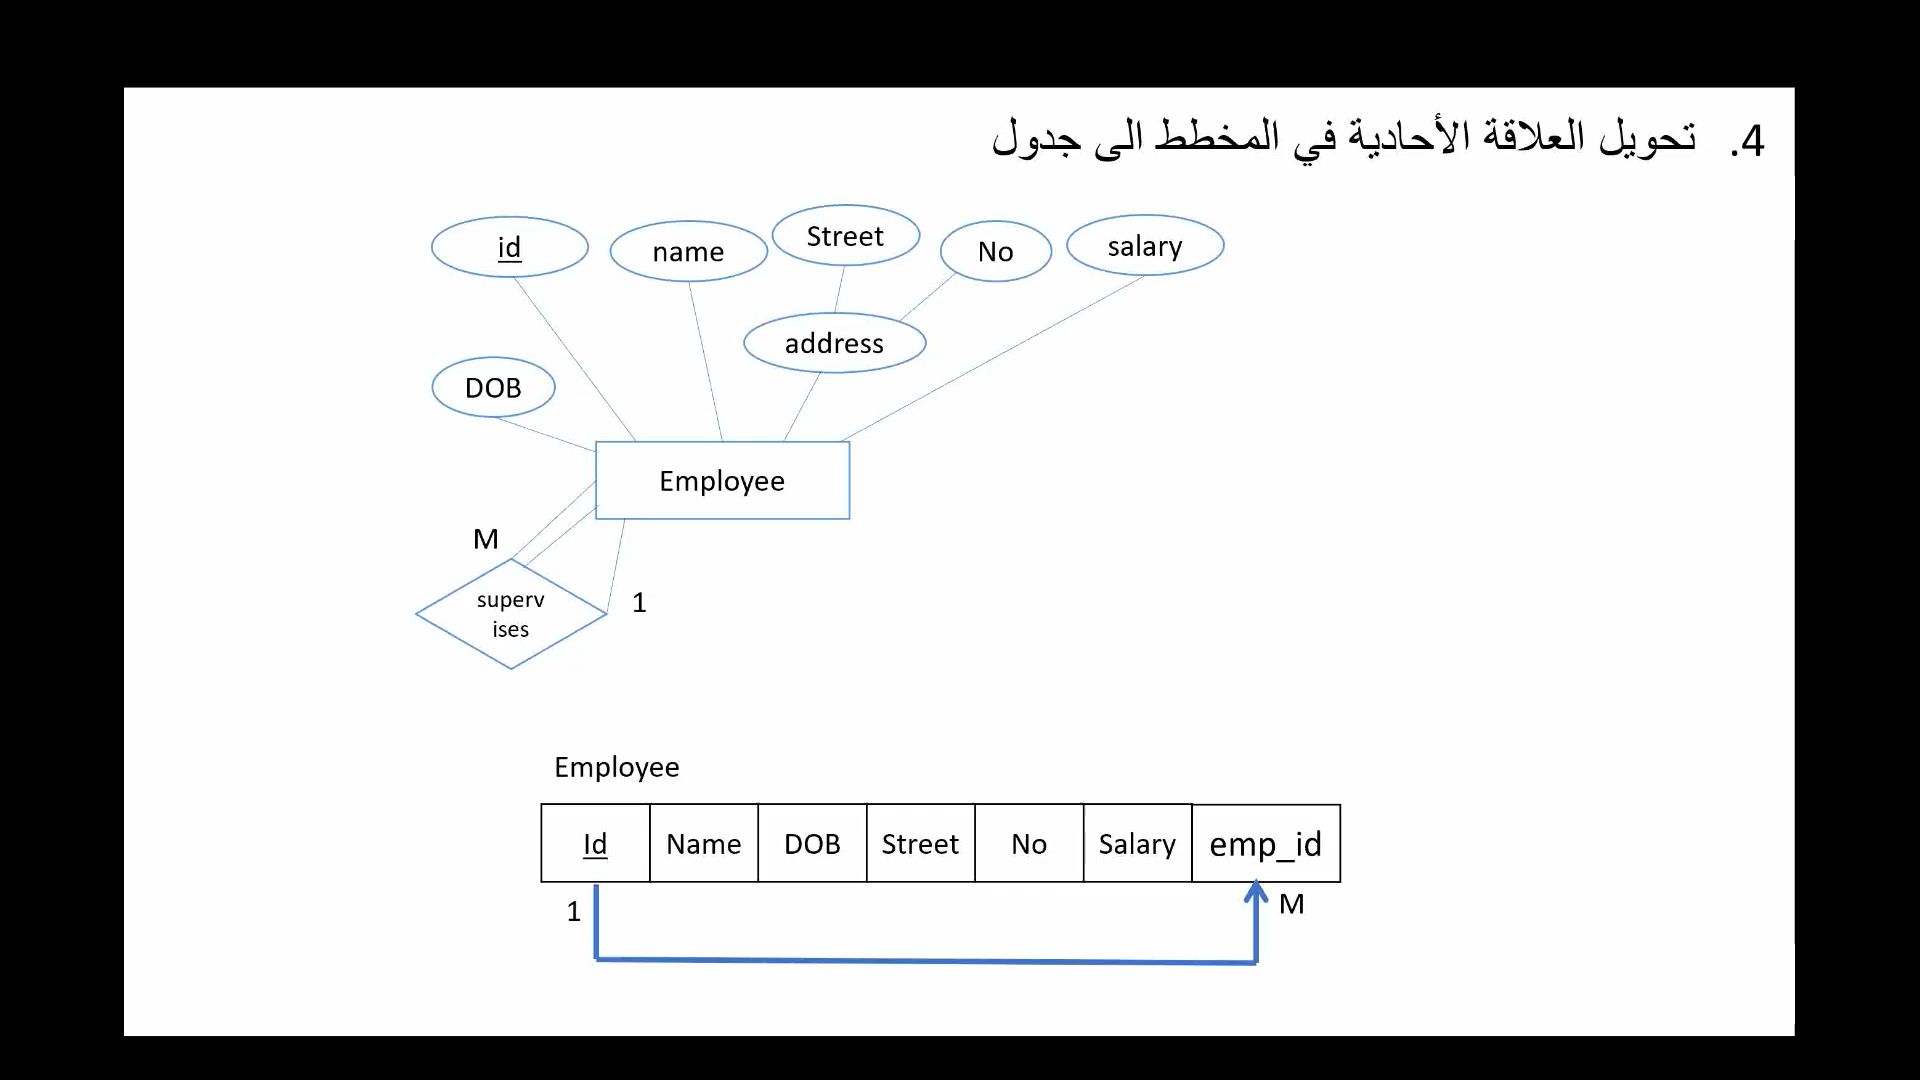 4. تحويل العلاقة الأحادية في المخطط الى جدول
id
name
Street
No
salary
address
DOB
Employee
M
superv
ises
1
Employee
Id
Name
DOB
Street
No
Salary
emp_id
1
M